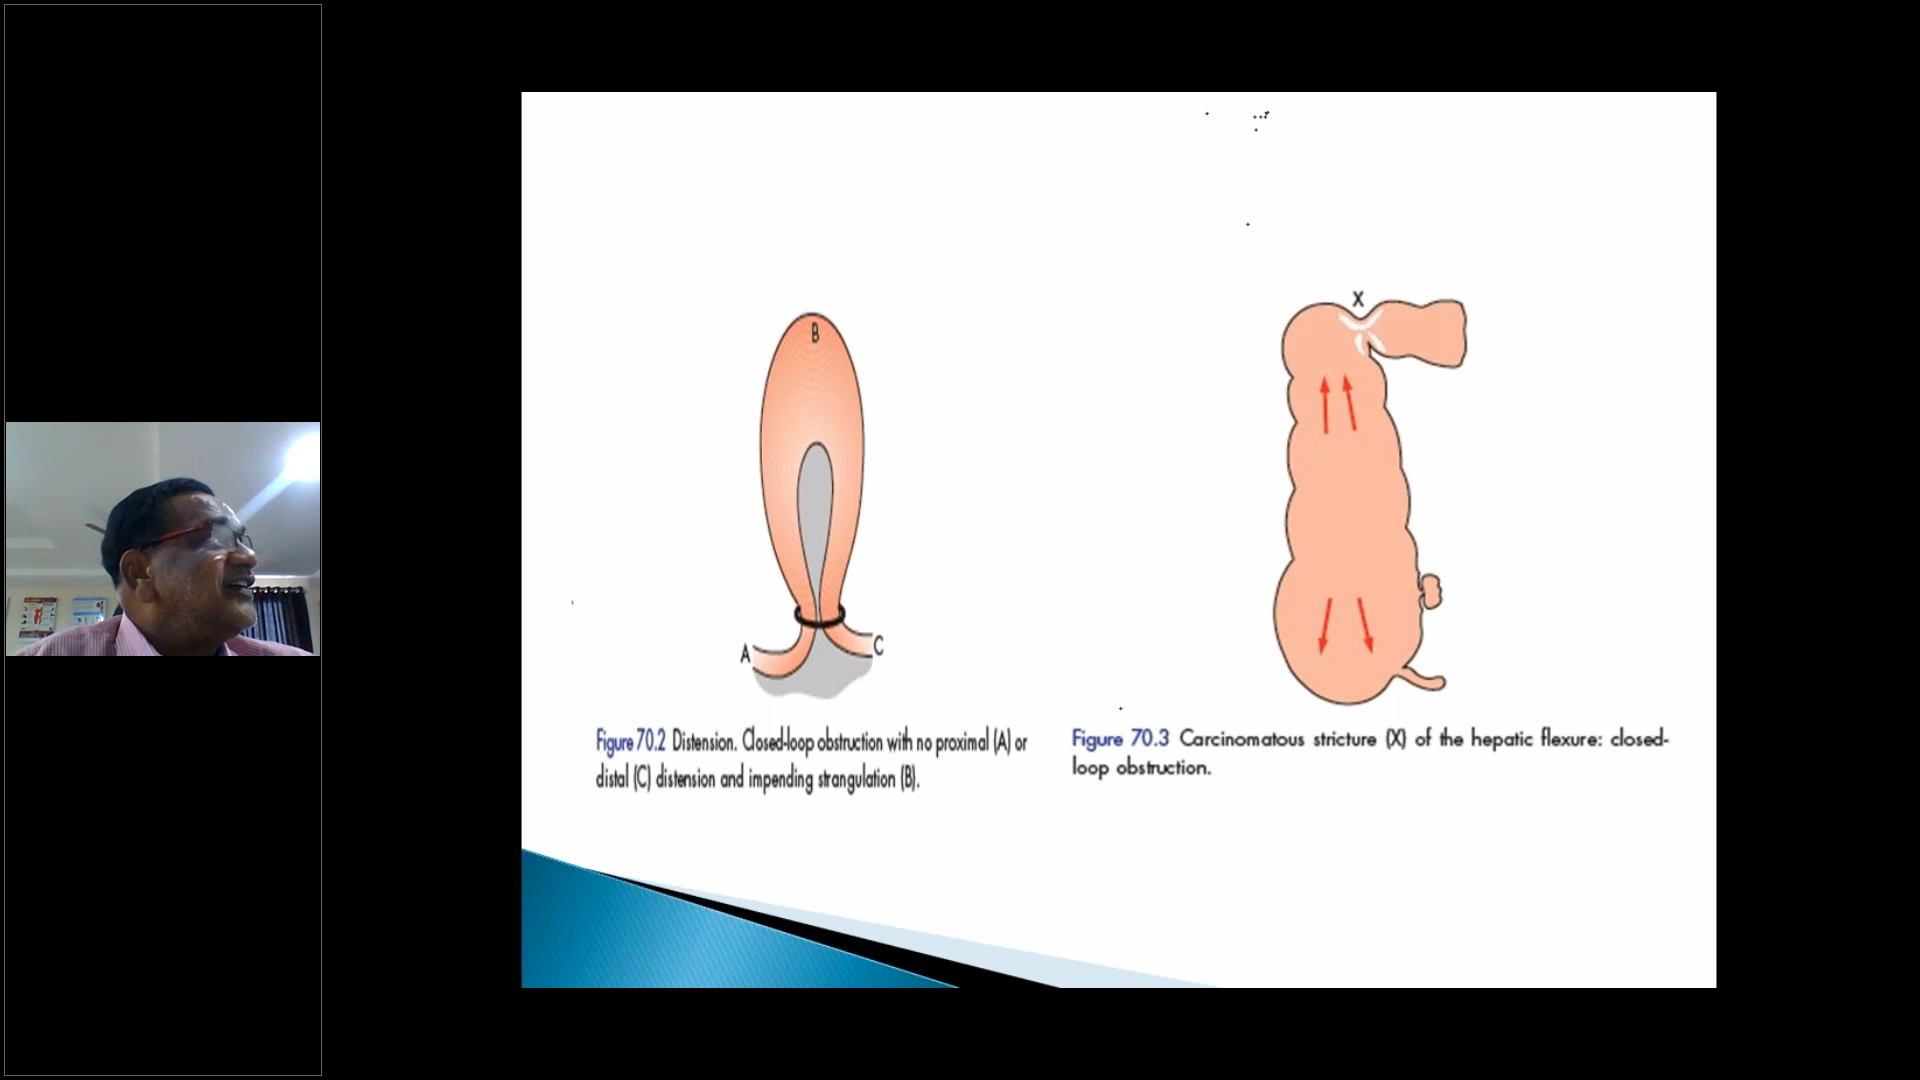 B
A
C
Figure 70.2 Distension. Closed-loop obstruction with no proximal (A) or
distal (C) distension and impending strangulation (B).
X
Figure 70.3 Carcinomatous stricture (X) of the hepatic flexure: closed-
loop obstruction.